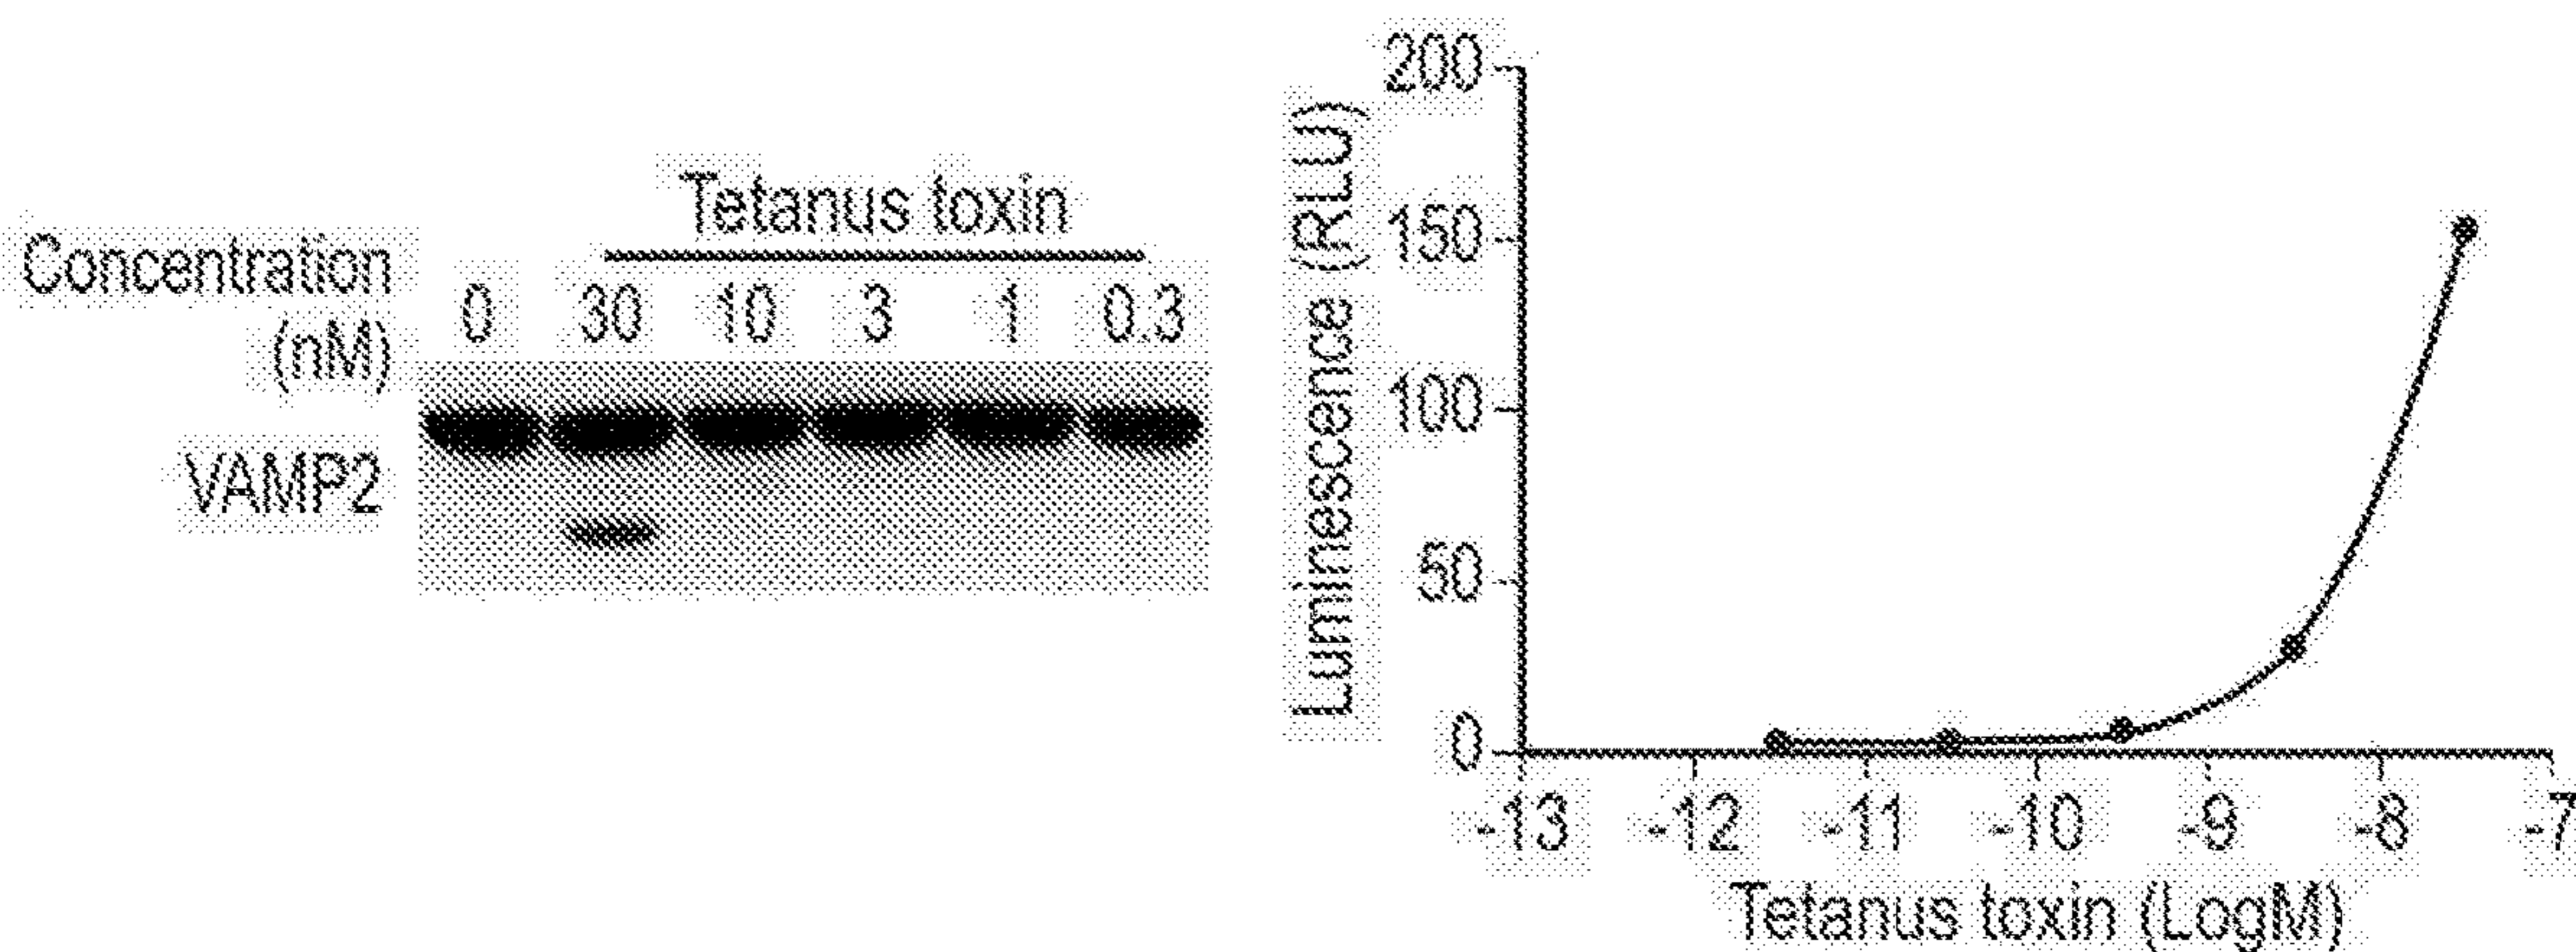 Tetanus toxin
Concentration
(nM)
0 30 10 3 1 0.3
VAMP2
Luminescence (RLU)
200
150
100
50
0
-13 -12 -11 -10 -9 -8 -7
Tetanus toxin (LogM)